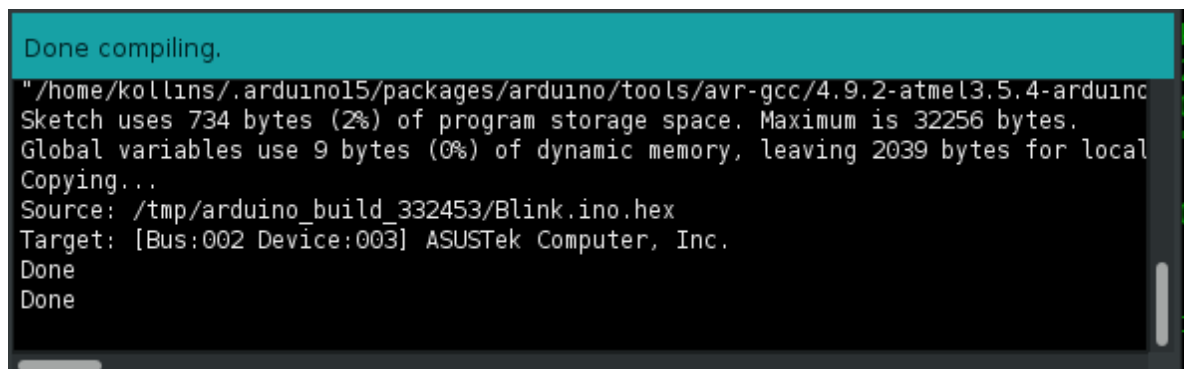 Done compiling.
"/home/kollins/.arduino15/packages/arduino/tools/avr-gcc/4.9.2-atmel3.5.4-arduino
Sketch uses 734 bytes (2%) of program storage space. Maximum is 32256 bytes.
Global variables use 9 bytes (0%) of dynamic memory, leaving 2039 bytes for local
Copying...
Source: /tmp/arduino_build_332453/Blink.ino.hex
Target: [Bus:002 Device:003] ASUSTek Computer, Inc.
Done
Done